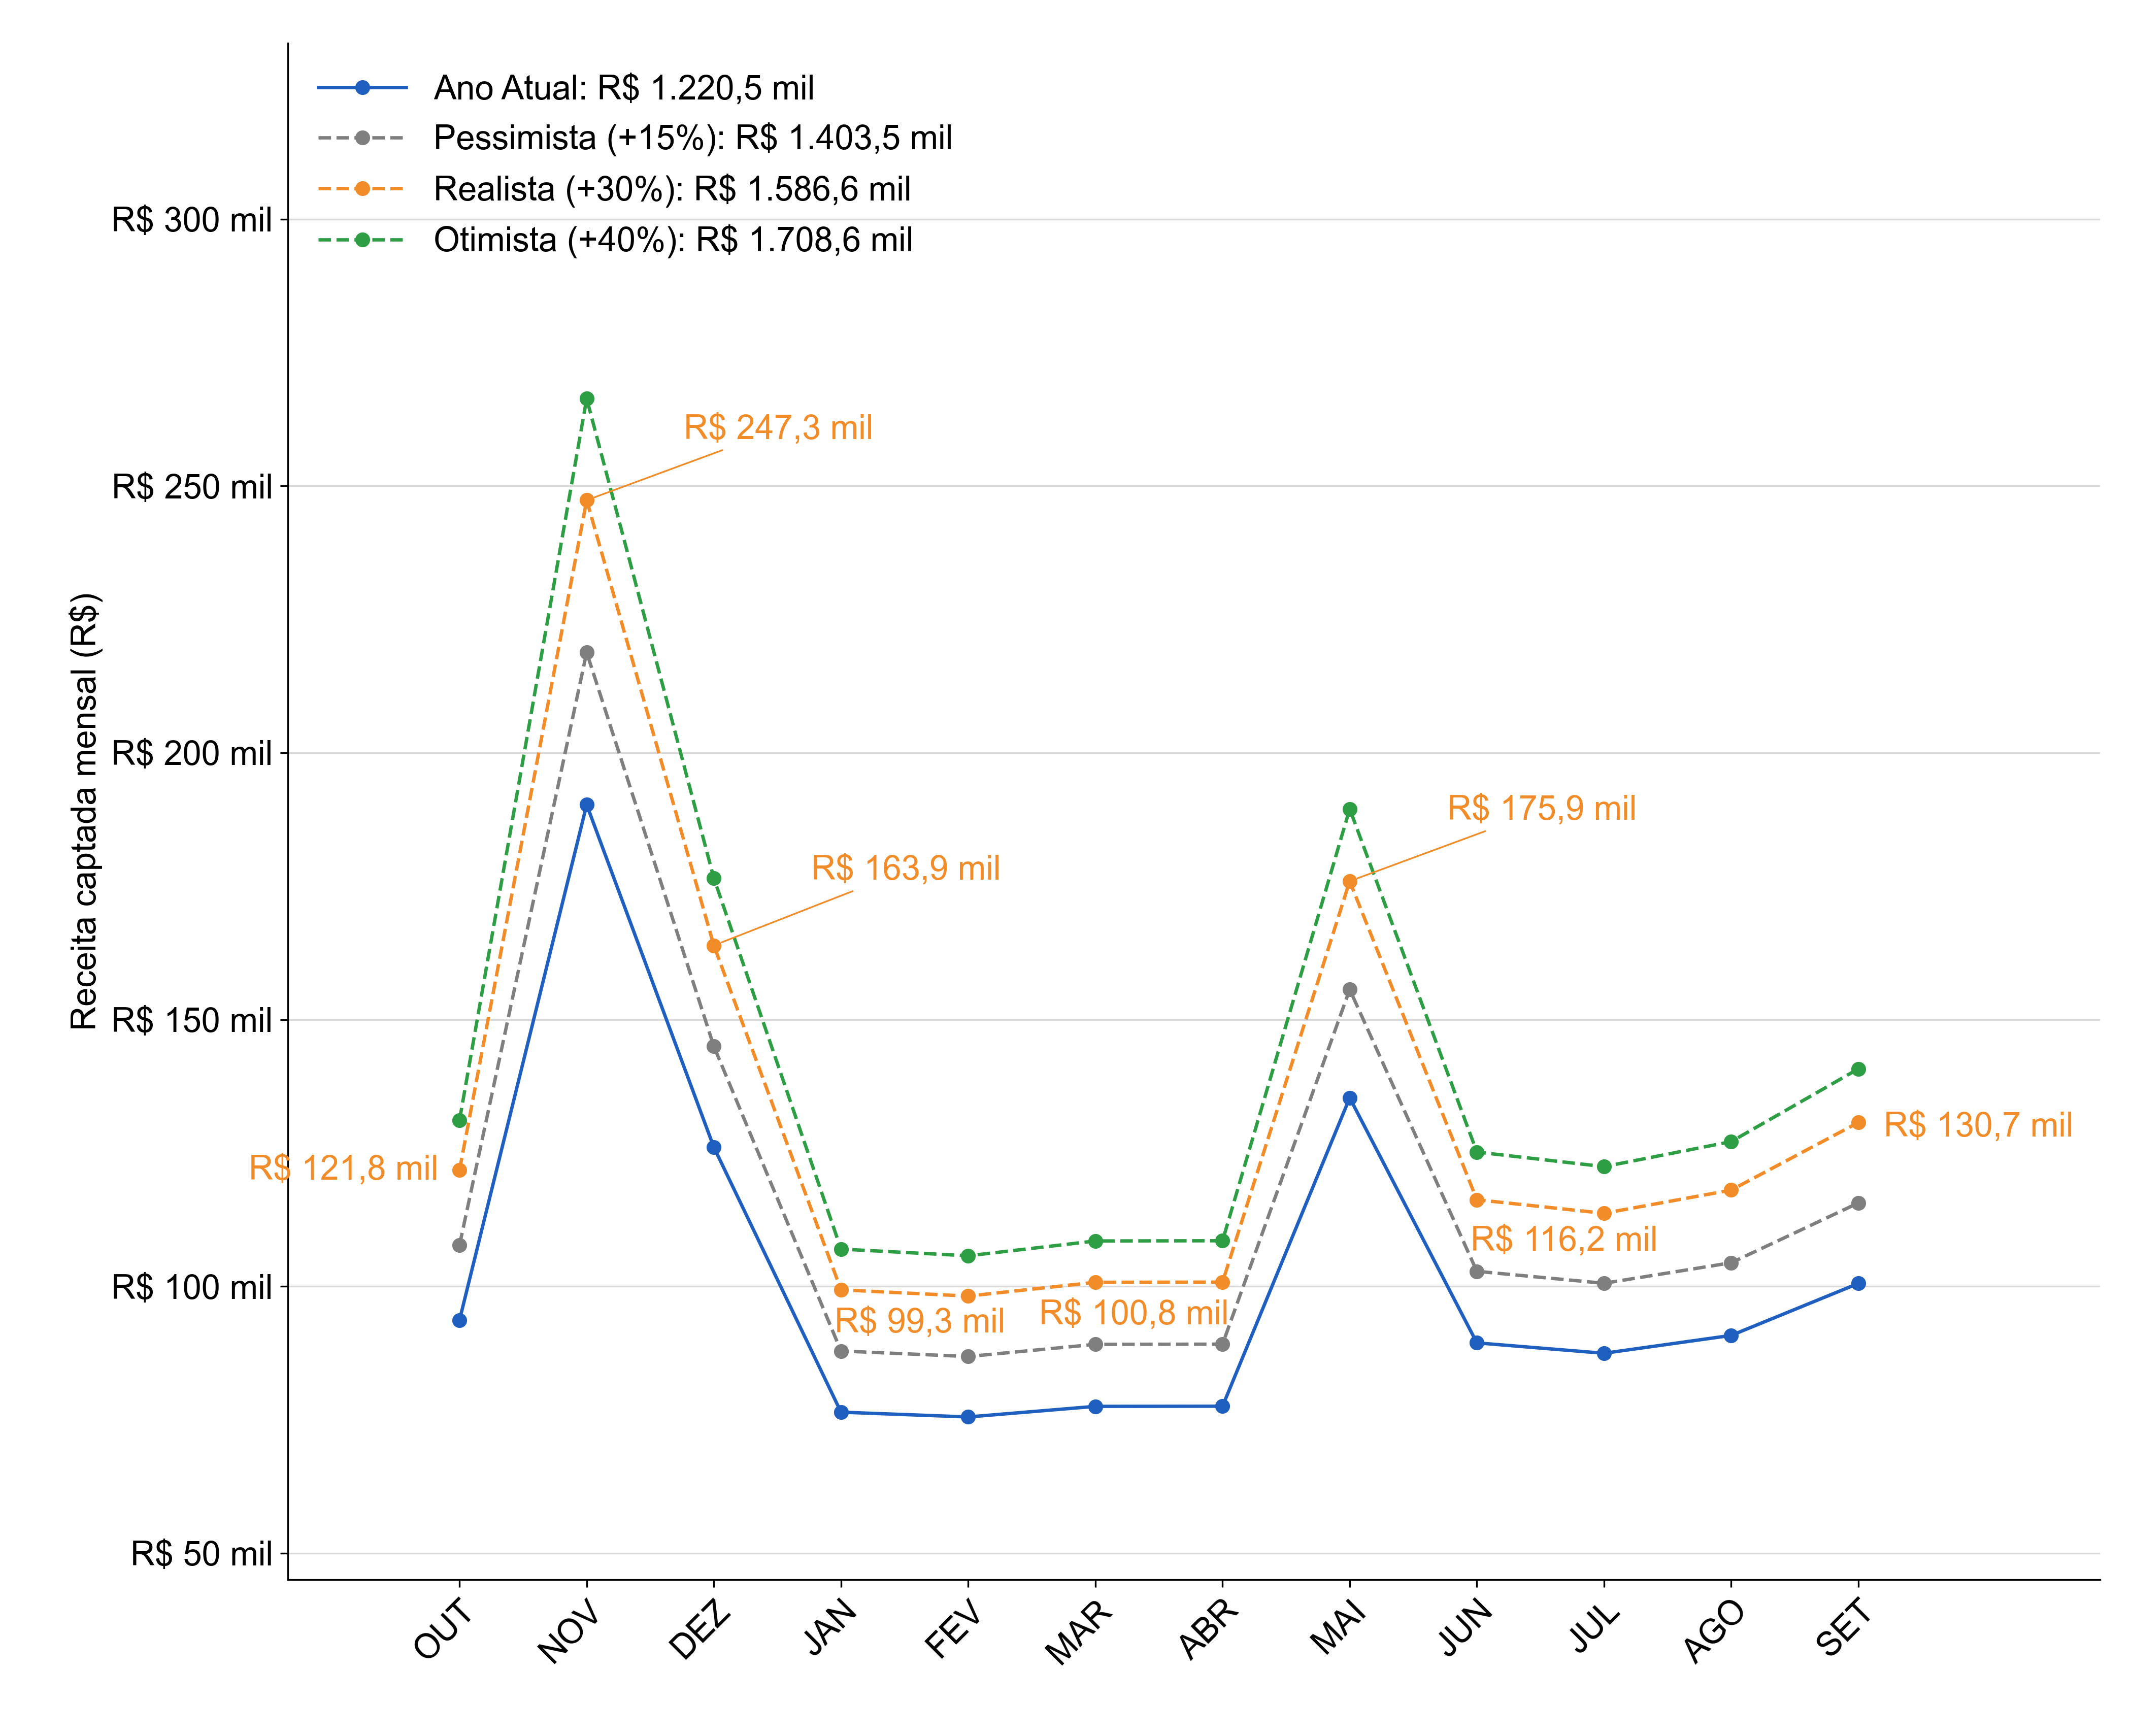 Ano Atual: R$ 1.220,5 mil
Pessimista (+15%): R$ 1.403,5 mil
Realista (+30%): R$ 1.586,6 mil
Otimista (+40%): R$ 1.708,6 mil
Receita captada mensal (R$)
R$ 300 mil
R$ 250 mil
R$ 200 mil
R$ 150 mil
R$ 100 mil
R$ 50 mil
R$ 247,3 mil
R$ 175,9 mil
R$ 163,9 mil
R$ 130,7 mil
R$ 121,8 mil
R$ 116,2 mil
R$ 99,3 mil
R$ 100,8 mil
OUT
NOV
DEZ
JAN
FEV
MAR
ABR
MAI
JUN
JUL
AGO
SET